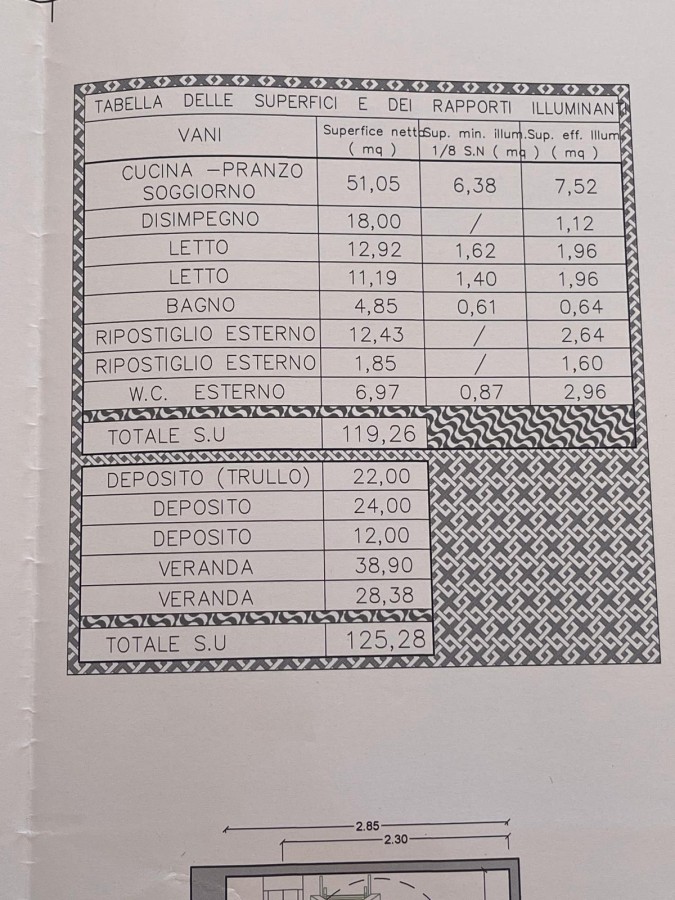 TABELLA DELLE SUPERFICI E DEI RAPPORTI ILLUMINANT
VANI Superfice netta Sup. min. illum. Sup. eff. Illum.
( mq ) 1/8 S.N ( mq ) ( mq )
CUCINA -PRANZO
SOGGIORNO 51,05 6,38 7,52
DISIMPEGNO 18,00 / 1,12
LETTO 12,92 1,62 1,96
LETTO 11,19 1,40 1,96
BAGNO 4,85 0,61 0,64
RIPOSTIGLIO ESTERNO 12,43 / 2,64
RIPOSTIGLIO ESTERNO 1,85 / 1,60
W.C. ESTERNO 6,97 0,87 2,96
TOTALE S.U 119,26
DEPOSITO (TRULLO) 22,00
DEPOSITO 24,00
DEPOSITO 12,00
VERANDA 38,90
VERANDA 28,38
TOTALE S.U 125,28
2.85
2.30